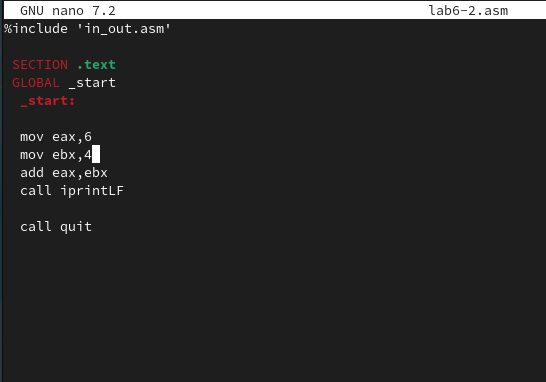 GNU nano 7.2 lab6-2.asm
%include 'in_out.asm'
SECTION .text
GLOBAL _start
_start:
mov eax,6
mov ebx,4
add eax,ebx
call iprintLF
call quit